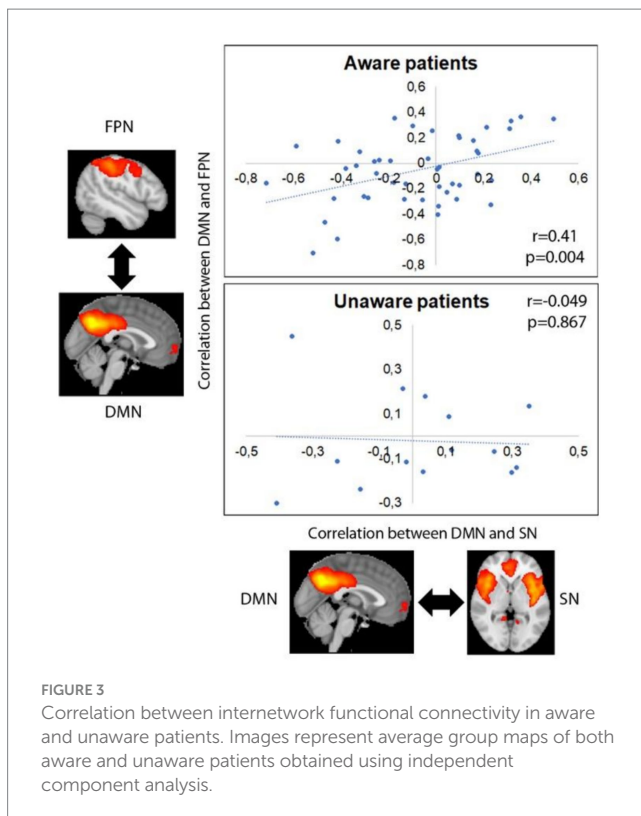 Aware patients
FPN
DMN
Correlation between DMN and FPN
0,6
0,4
0,2
0
-0,2
-0,4
-0,6
-0,8
-0,8 -0,6 -0,4 -0,2 0 0,2 0,4 0,6
r=0.41
p=0.004
Unaware patients
r=-0.049
p=0.867
0,5
0,3
0,1
-0,1
-0,3
-0,5 -0,3 -0,1 0,1 0,3 0,5
Correlation between DMN and SN
DMN
SN
FIGURE 3
Correlation between internetwork functional connectivity in aware
and unaware patients. Images represent average group maps of both
aware and unaware patients obtained using independent
component analysis.